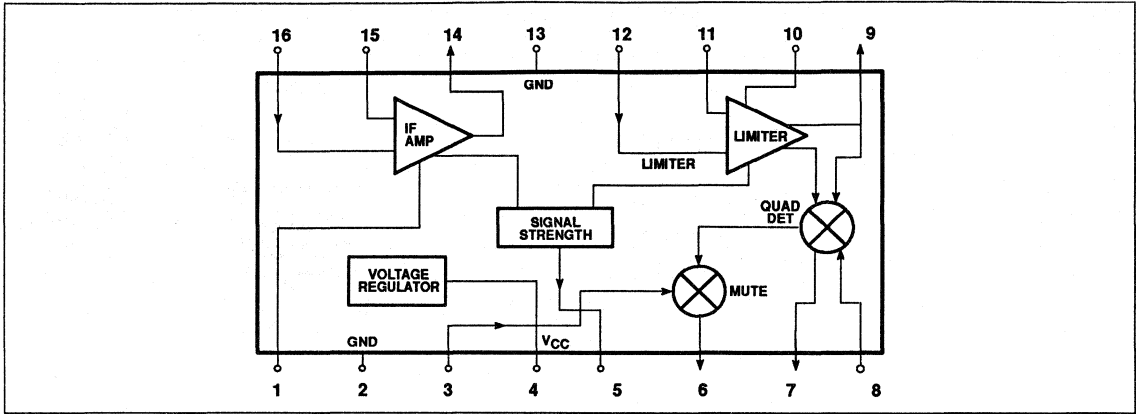 16 15 14 13 12 11 10 9
GND
IF
AMP
LIMITER
LIMITER
SIGNAL
STRENGTH
QUAD
DET
VOLTAGE
REGULATOR
MUTE
GND
VCC
1 2 3 4 5 6 7 8